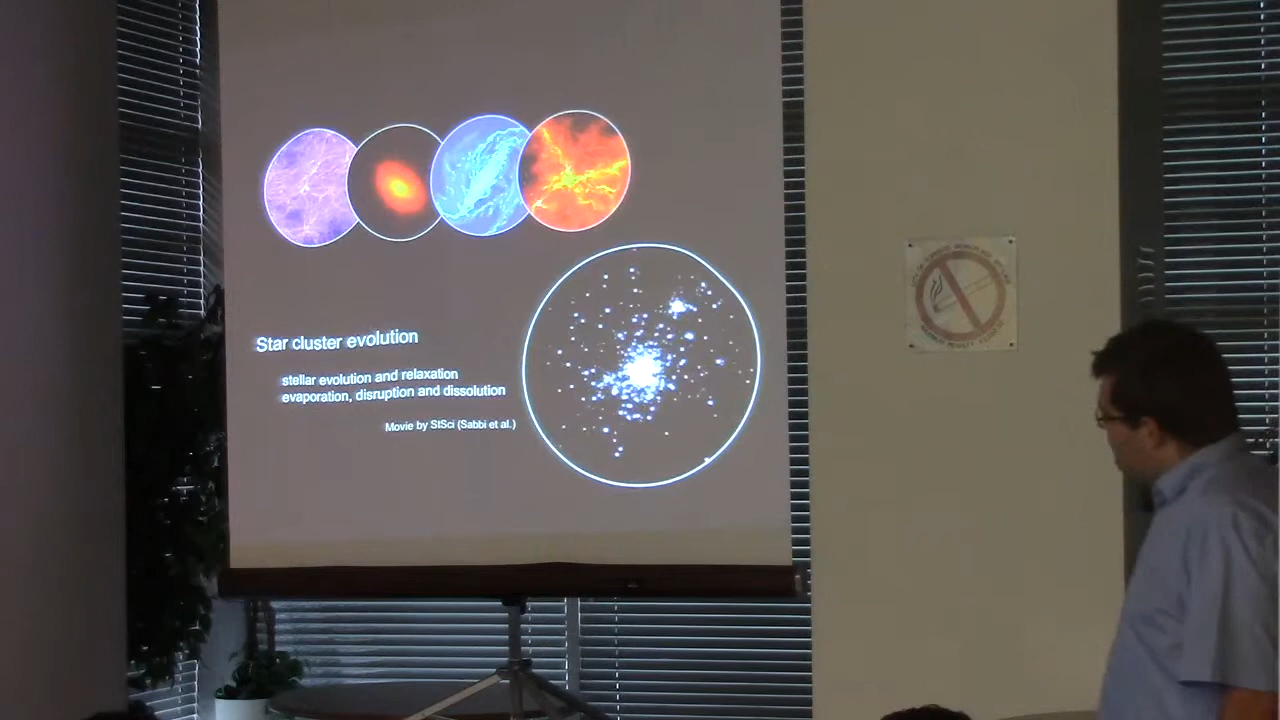 Star cluster evolution
stellar evolution and relaxation
evaporation, disruption and dissolution
Movie by StSci (Sabbi et al.)